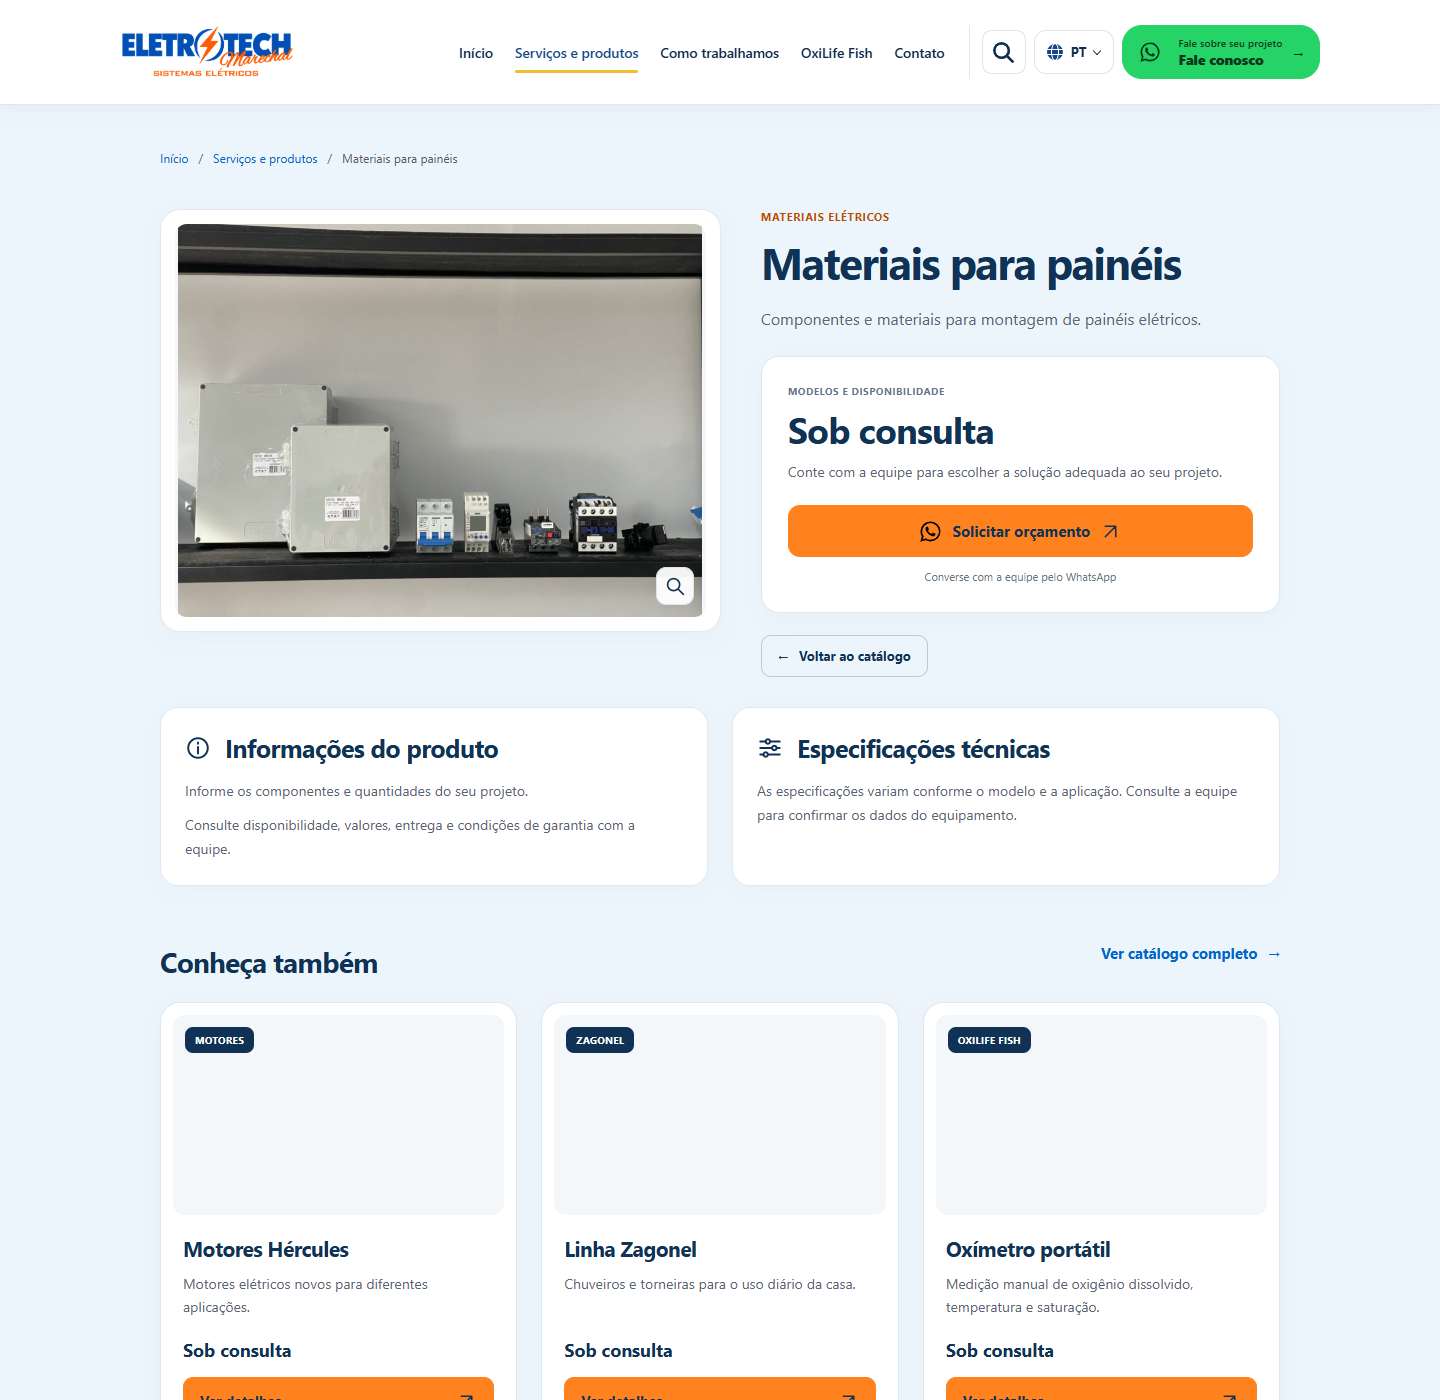 ELETROTECH
Marechal
SISTEMAS ELÉTRICOS
Início
Serviços e produtos
Como trabalhamos
OxiLife Fish
Contato
PT
Fale sobre seu projeto
Fale conosco →
Início / Serviços e produtos / Materiais para painéis
MATERIAIS ELÉTRICOS
Materiais para painéis
Componentes e materiais para montagem de painéis elétricos.
MODELOS E DISPONIBILIDADE
Sob consulta
Conte com a equipe para escolher a solução adequada ao seu projeto.
Solicitar orçamento
Converse com a equipe pelo WhatsApp
← Voltar ao catálogo
Informações do produto
Informe os componentes e quantidades do seu projeto.
Consulte disponibilidade, valores, entrega e condições de garantia com a
equipe.
Especificações técnicas
As especificações variam conforme o modelo e a aplicação. Consulte a equipe
para confirmar os dados do equipamento.
Conheça também
Ver catálogo completo →
MOTORES
Motores Hércules
Motores elétricos novos para diferentes
aplicações.
Sob consulta
Ver detalhes
ZAGONEL
Linha Zagonel
Chuveiros e torneiras para o uso diário da casa.
Sob consulta
Ver detalhes
OXILIFE FISH
Oxímetro portátil
Medição manual de oxigênio dissolvido,
temperatura e saturação.
Sob consulta
Ver detalhes